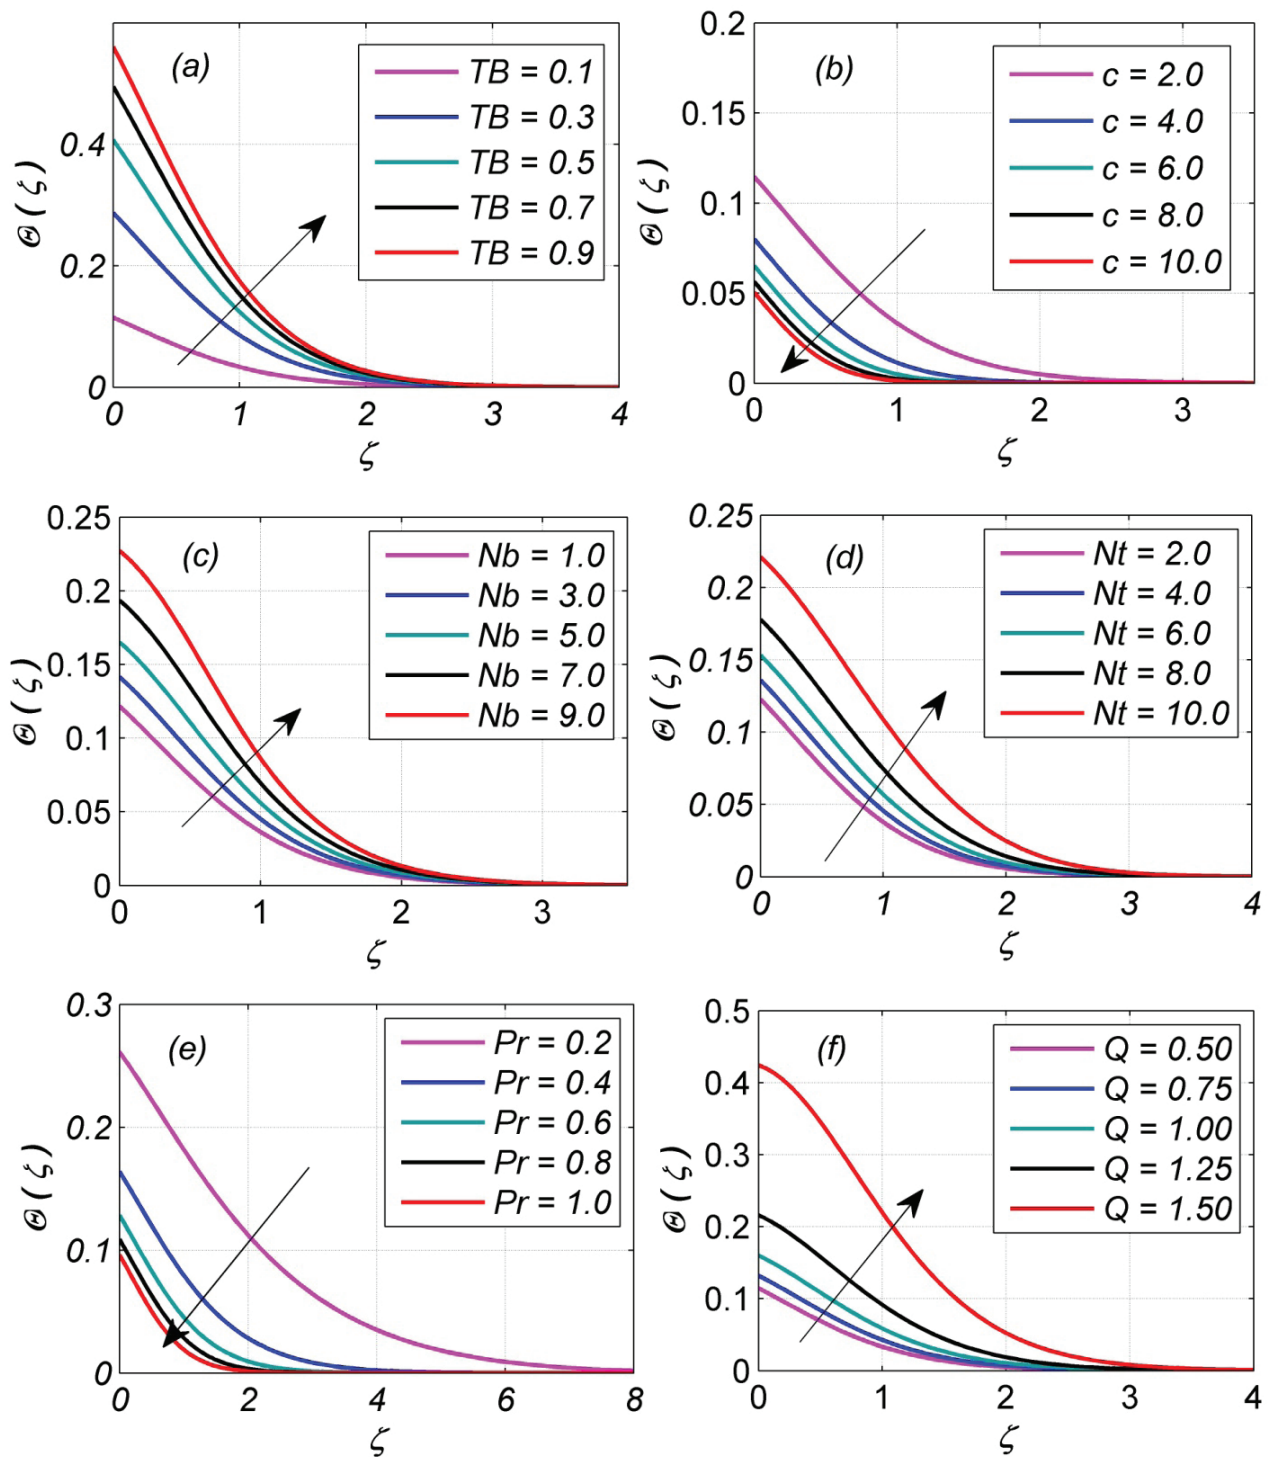 (a)
TB = 0.1
TB = 0.3
TB = 0.5
TB = 0.7
TB = 0.9
0.4
0.2
0
0 1 2 3 4
Θ ( ζ )
ζ
(b)
c = 2.0
c = 4.0
c = 6.0
c = 8.0
c = 10.0
0.2
0.15
0.1
0.05
0
0 1 2 3
Θ ( ζ )
ζ
(c)
Nb = 1.0
Nb = 3.0
Nb = 5.0
Nb = 7.0
Nb = 9.0
0.25
0.2
0.15
0.1
0.05
0
0 1 2 3
Θ ( ζ )
ζ
(d)
Nt = 2.0
Nt = 4.0
Nt = 6.0
Nt = 8.0
Nt = 10.0
0.25
0.2
0.15
0.1
0.05
0
0 1 2 3 4
Θ ( ζ )
ζ
(e)
Pr = 0.2
Pr = 0.4
Pr = 0.6
Pr = 0.8
Pr = 1.0
0.3
0.2
0.1
0
0 2 4 6 8
Θ ( ζ )
ζ
(f)
Q = 0.50
Q = 0.75
Q = 1.00
Q = 1.25
Q = 1.50
0.5
0.4
0.3
0.2
0.1
0
0 1 2 3 4
Θ ( ζ )
ζ